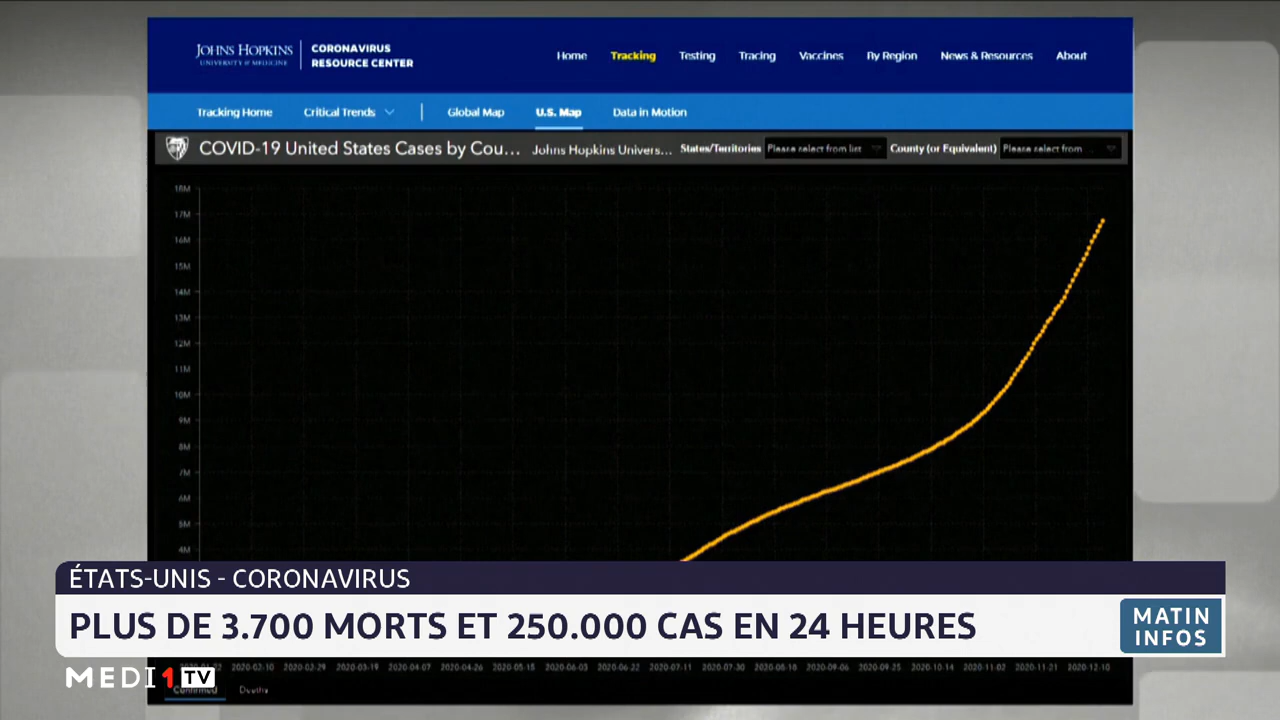 JOHNS HOPKINS
UNIVERSITY & MEDICINE
CORONAVIRUS
RESOURCE CENTER
Home Tracking Testing Tracing Vaccines By Region News & Resources About
Tracking Home Critical Trends Global Map U.S. Map Data in Motion
COVID-19 United States Cases by Cou... Johns Hopkins Univers... States/Territories Please select from list County (or Equivalent) Please select from
18M
17M
16M
15M
14M
13M
12M
11M
10M
9M
8M
7M
6M
5M
4M
ÉTATS-UNIS - CORONAVIRUS
PLUS DE 3.700 MORTS ET 250.000 CAS EN 24 HEURES
MATIN
INFOS
2020-02-10 2020-02-29 2020-03-19 2020-04-07 2020-04-26 2020-05-15 2020-06-03 2020-06-22 2020-07-11 2020-07-30 2020-08-18 2020-09-06 2020-09-25 2020-10-14 2020-11-02 2020-11-21 2020-12-10
MEDI1TV
Confirmed Deaths